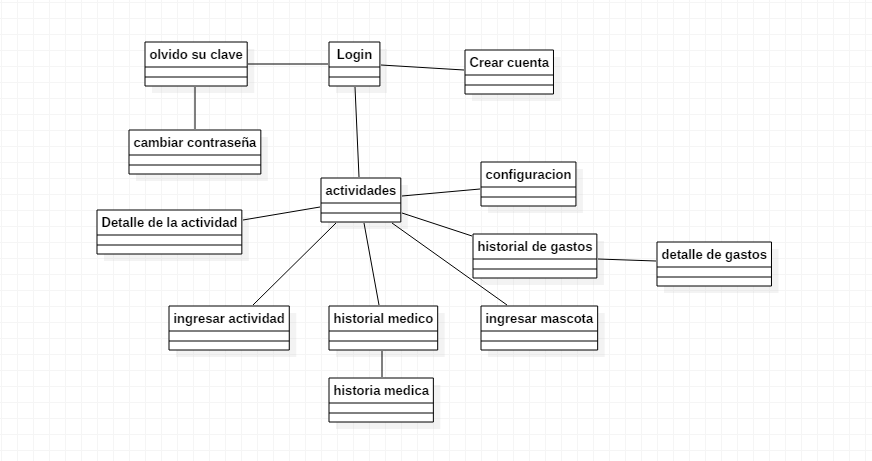 olvido su clave
Login
Crear cuenta
cambiar contraseña
actividades
configuracion
Detalle de la actividad
historial de gastos
detalle de gastos
ingresar actividad
historial medico
ingresar mascota
historia medica